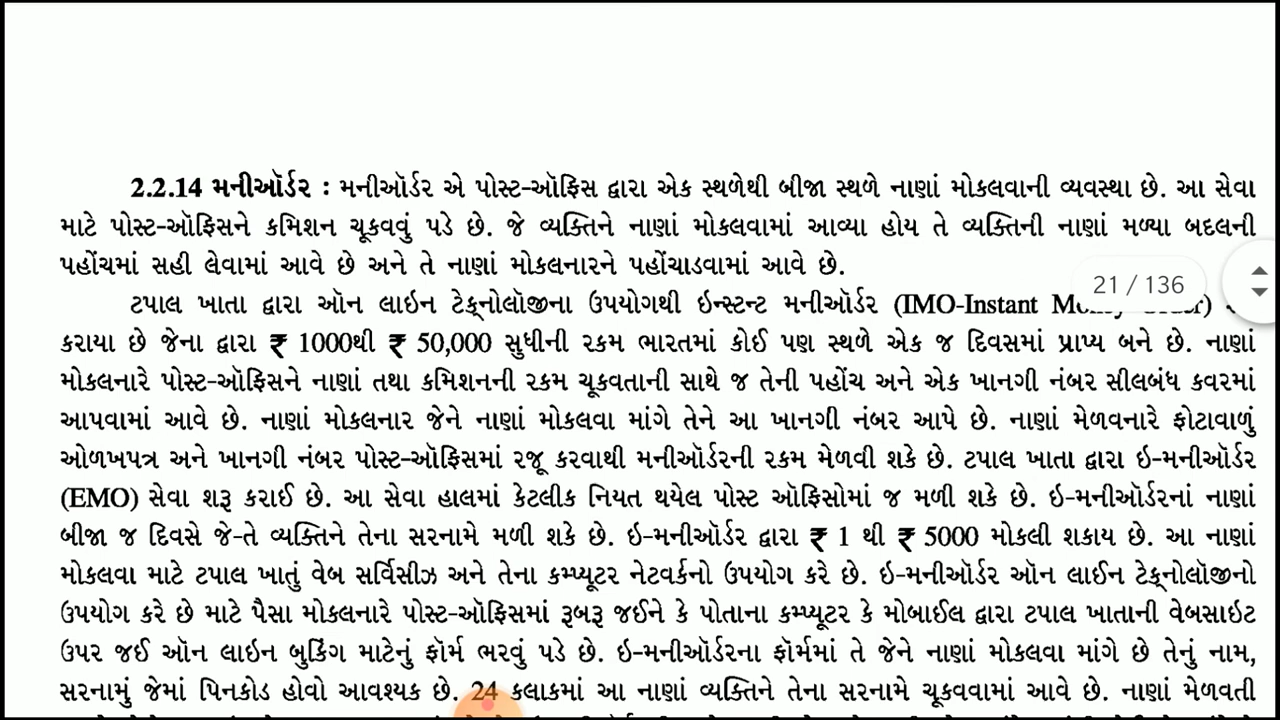 2.2.14 મનીઑર્ડર : મનીઑર્ડર એ પોસ્ટ-ઑફિસ દ્વારા એક સ્થળેથી બીજા સ્થળે નાણાં મોકલવાની વ્યવસ્થા છે. આ સેવા
માટે પોસ્ટ-ઑફિસને કમિશન ચૂકવવું પડે છે. જે વ્યક્તિને નાણાં મોકલવામાં આવ્યા હોય તે વ્યક્તિની નાણાં મળ્યા બદલની
પહોંચમાં સહી લેવામાં આવે છે અને તે નાણાં મોકલનારને પહોંચાડવામાં આવે છે.
21 / 136
ટપાલ ખાતા દ્વારા ઑન લાઇન ટેક્નોલૉજીના ઉપયોગથી ઇન્સ્ટન્ટ મનીઑર્ડર (IMO-Instant
કરાયા છે જેના દ્વારા ₹ 1000થી ₹ 50,000 સુધીની રકમ ભારતમાં કોઈ પણ સ્થળે એક જ દિવસમાં પ્રાપ્ય બને છે. નાણાં
મોકલનારે પોસ્ટ-ઑફિસને નાણાં તથા કમિશનની રકમ ચૂકવતાની સાથે જ તેની પહોંચ અને એક ખાનગી નંબર સીલબંધ કવરમાં
આપવામાં આવે છે. નાણાં મોકલનાર જેને નાણાં મોકલવા માંગે તેને આ ખાનગી નંબર આપે છે. નાણાં મેળવનારે ફોટાવાળું
ઓળખપત્ર અને ખાનગી નંબર પોસ્ટ-ઑફિસમાં રજૂ કરવાથી મનીઑર્ડરની રકમ મેળવી શકે છે. ટપાલ ખાતા દ્વારા ઇ-મનીઑર્ડર
(EMO) સેવા શરૂ કરાઈ છે. આ સેવા હાલમાં કેટલીક નિયત થયેલ પોસ્ટ ઑફિસોમાં જ મળી શકે છે. ઇ-મનીઑર્ડરનાં નાણાં
બીજા જ દિવસે જે-તે વ્યક્તિને તેના સરનામે મળી શકે છે. ઇ-મનીઑર્ડર દ્વારા ₹ 1 થી ₹ 5000 મોકલી શકાય છે. આ નાણાં
મોકલવા માટે ટપાલ ખાતું વેબ સર્વિસીઝ અને તેના કમ્પ્યૂટર નેટવર્કનો ઉપયોગ કરે છે. ઇ-મનીઑર્ડર ઑન લાઈન ટેક્નોલૉજીનો
ઉપયોગ કરે છે માટે પૈસા મોકલનારે પોસ્ટ-ઑફિસમાં રૂબરૂ જઈને કે પોતાના કમ્પ્યૂટર કે મોબાઈલ દ્વારા ટપાલ ખાતાની વેબસાઇટ
ઉપર જઈ ઑન લાઇન બુકિંગ માટેનું ફૉર્મ ભરવું પડે છે. ઇ-મનીઑર્ડરના ફૉર્મમાં તે જેને નાણાં મોકલવા માંગે છે તેનું નામ,
સરનામું જેમાં પિનકોડ હોવો આવશ્યક છે. 24 કલાકમાં આ નાણાં વ્યક્તિને તેના સરનામે ચૂકવવામાં આવે છે. નાણાં મેળવતી